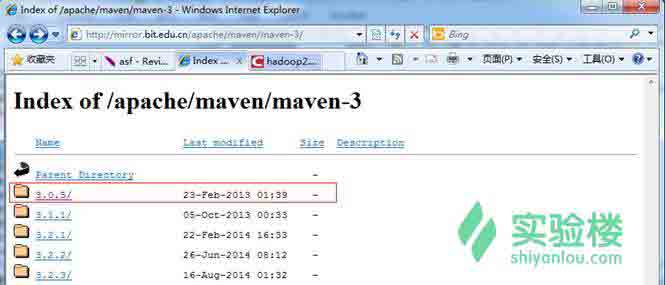 Index of /apache/maven/maven-3 - Windows Internet Explorer
http://mirror.bit.edu.cn/apache/maven/maven-3/
Bing
收藏夹
asf - Revi...
Index ...
hadoop2...
页面(P)
安全(S)
工具(O)
Index of /apache/maven/maven-3
Name Last modified Size Description
Parent Directory -
3.0.5/ 23-Feb-2013 01:39 -
3.1.1/ 05-Oct-2013 00:33 -
3.2.1/ 22-Feb-2014 16:33 -
3.2.2/ 26-Jun-2014 08:12 -
3.2.3/ 16-Aug-2014 01:32 -
实验楼
shiyanlou.com